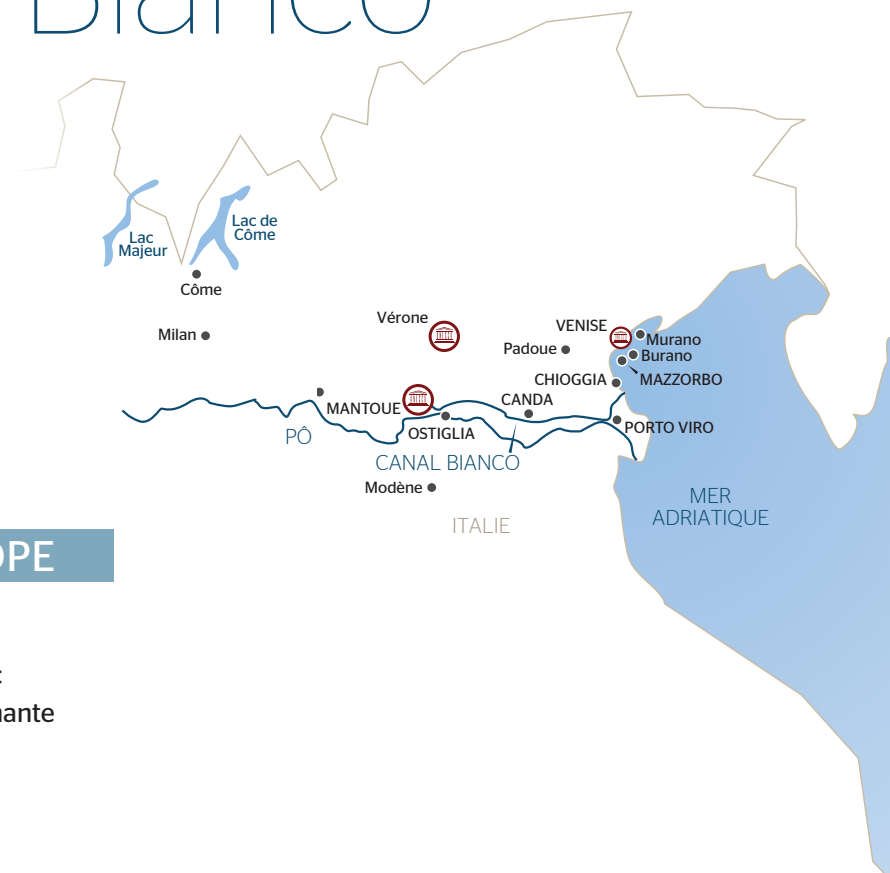 Bianco
Lac
Majeur
Lac de
Côme
Côme
Milan
Vérone
VENISE
Murano
Padoue
Burano
CHIOGGIA
MAZZORBO
CANDA
MANTOUE
PORTO VIRO
OSTIGLIA
PÔ
CANAL BIANCO
Modène
MER
ADRIATIQUE
ITALIE
OPE
ante